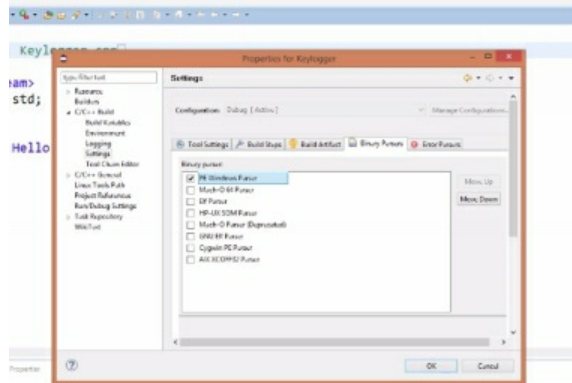 Keylogger.cpp
eam>
std;
Hello
Properties for Keylogger
type filter text
Resource
Builders
C/C++ Build
Build Variables
Environment
Logging
Settings
Tool Chain Editor
C/C++ General
Linux Tools Path
Project References
Run/Debug Settings
Task Repository
WikiText
Settings
Configuration: Debug [ Active ]
Manage Configurations...
Tool Settings
Build Steps
Build Artifact
Binary Parsers
Error Parsers
Binary parser:
PE Windows Parser
Mach-O 64 Parser
Elf Parser
HP-UX SOM Parser
Mach-O Parser (Deprecated)
GNU Elf Parser
Cygwin PE Parser
AIX XCOFF32 Parser
Move Up
Move Down
OK
Cancel
Properties